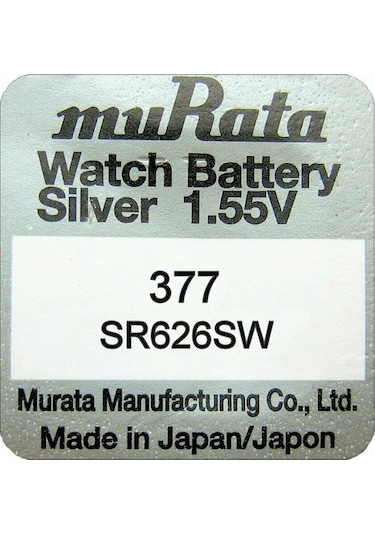 muRata
Watch Battery
Silver 1.55V
377
SR626SW
Murata Manufacturing Co., Ltd.
Made in Japan/Japon